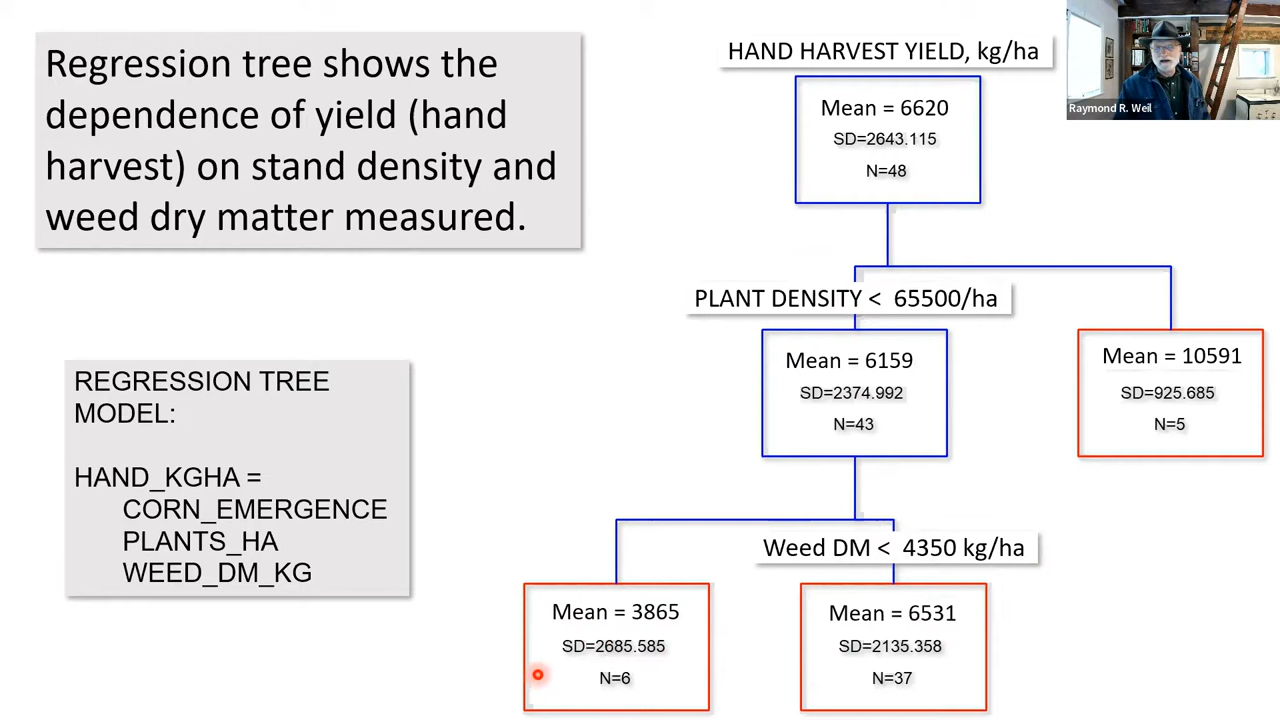 Regression tree shows the
dependence of yield (hand
harvest) on stand density and
weed dry matter measured.
HAND HARVEST YIELD, kg/ha
Raymond R. Weil
Mean = 6620
SD=2643.115
N=48
PLANT DENSITY < 65500/ha
Mean = 6159
SD=2374.992
N=43
Mean = 10591
SD=925.685
N=5
REGRESSION TREE
MODEL:
HAND_KGHA =
CORN_EMERGENCE
PLANTS_HA
WEED_DM_KG
Weed DM < 4350 kg/ha
Mean = 3865
SD=2685.585
N=6
Mean = 6531
SD=2135.358
N=37